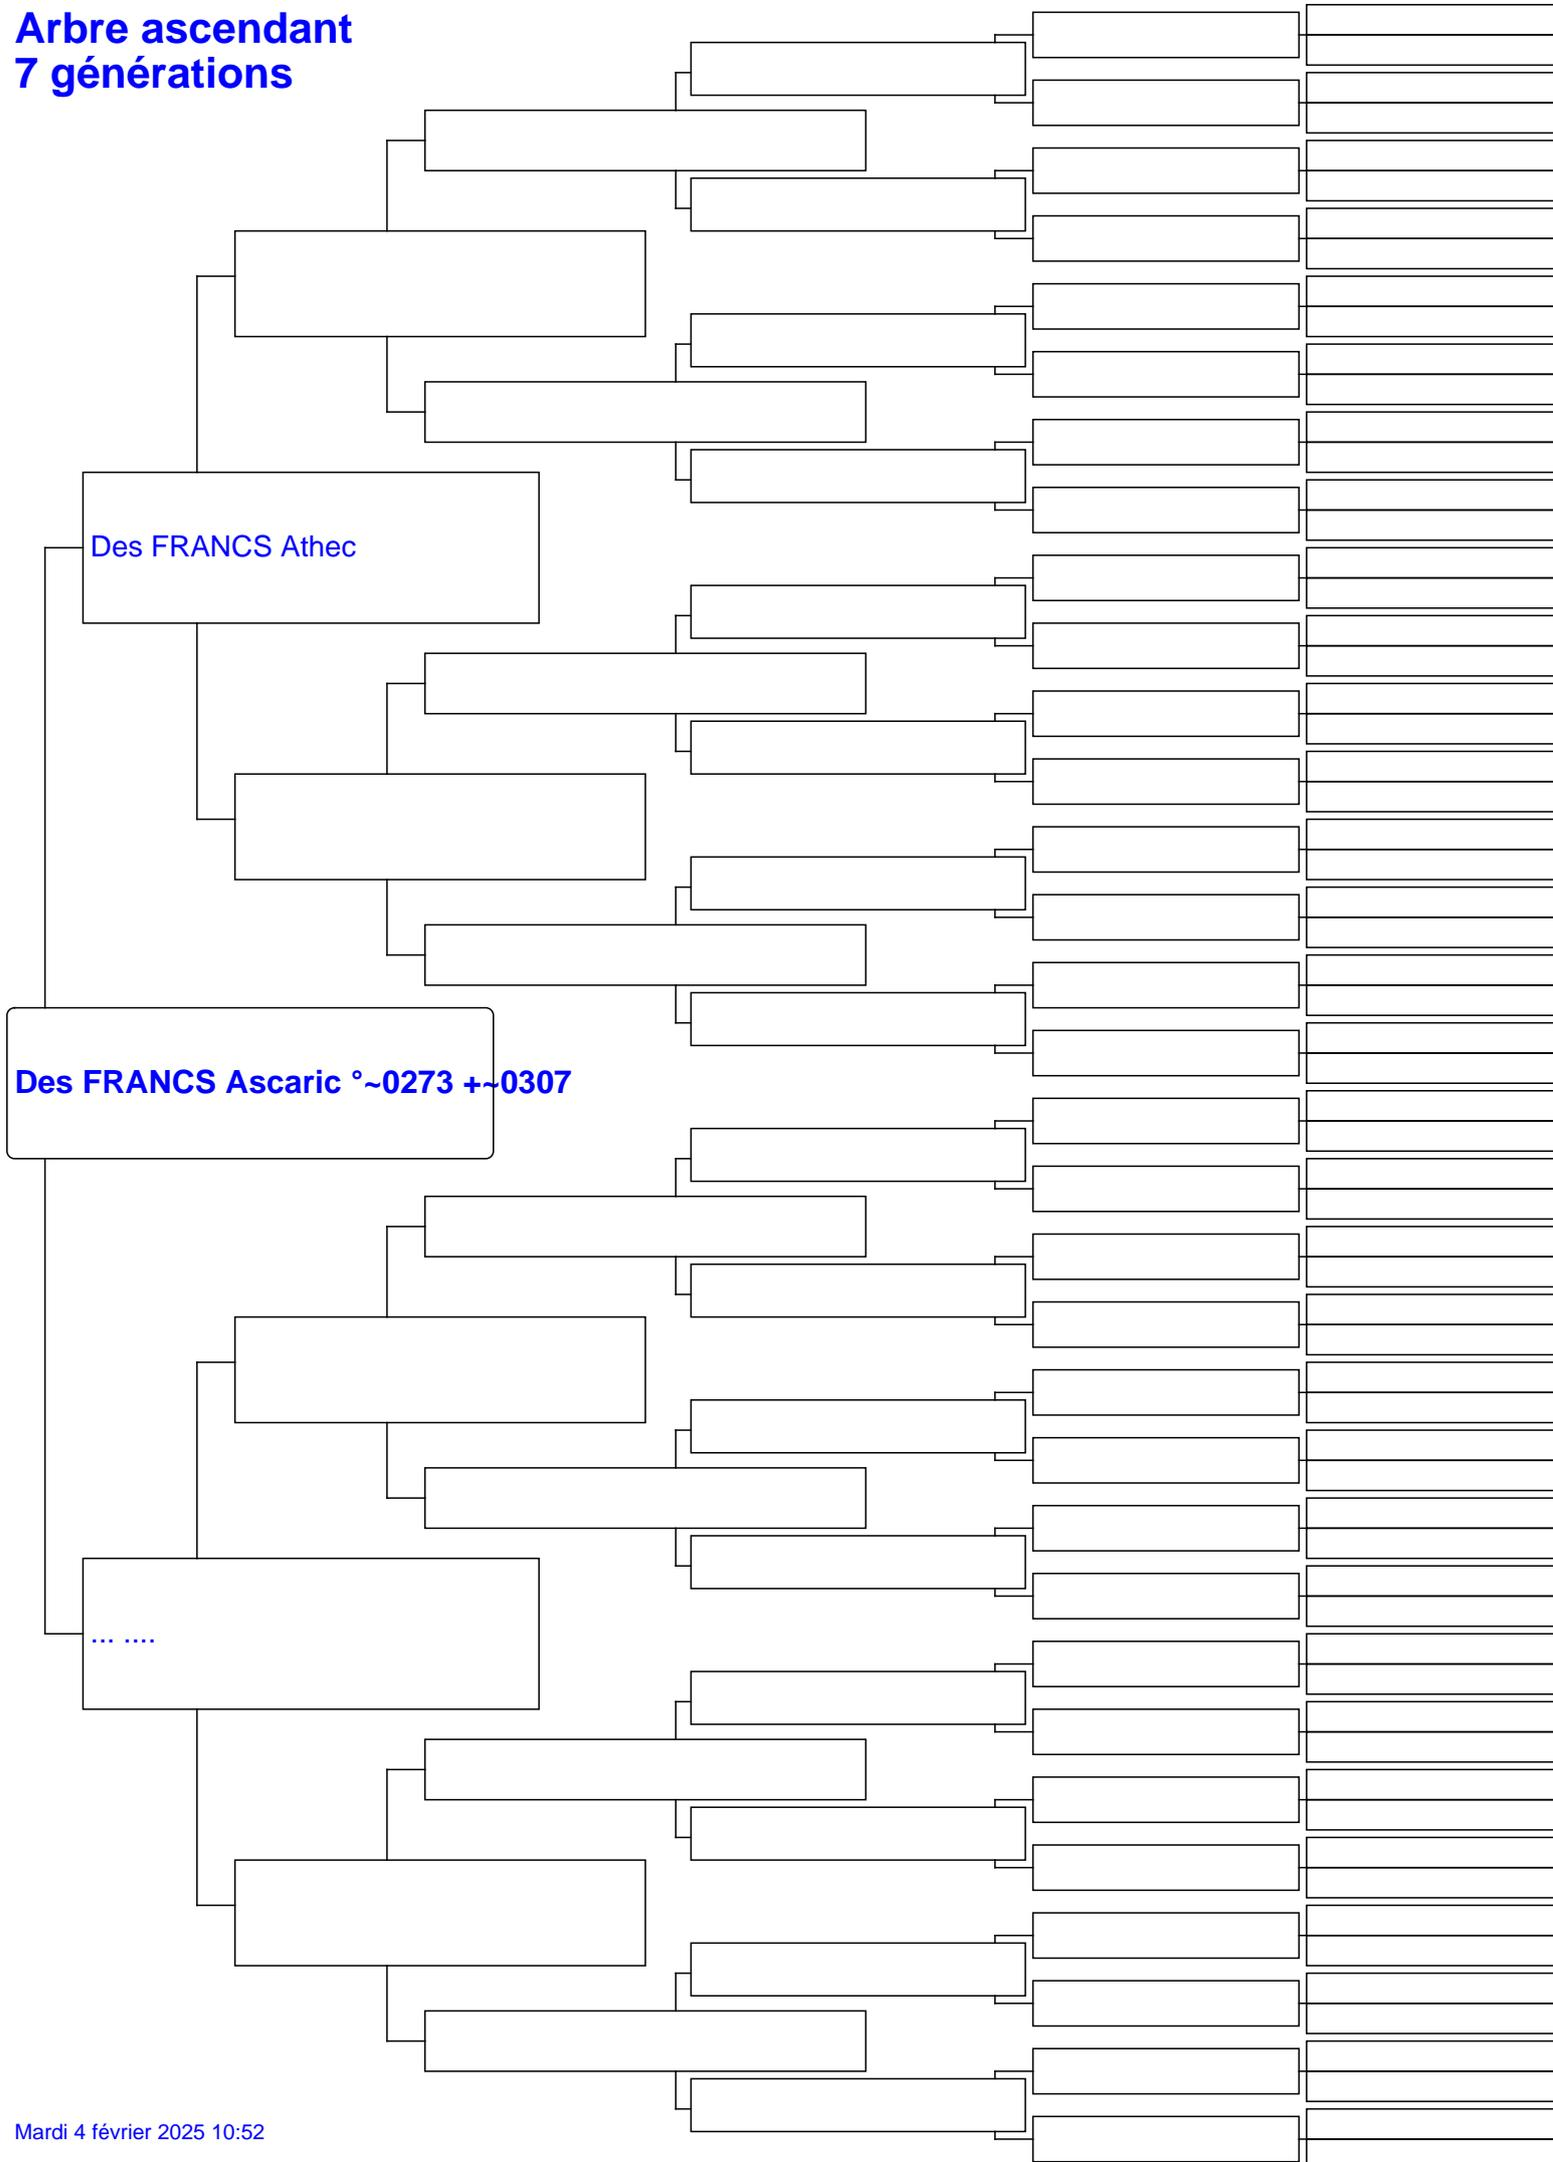 Arbre ascendant
7 générations
Des FRANCS Athec
Des FRANCS Ascaric °~0273 +~0307
... ....
Mardi 4 février 2025 10:52